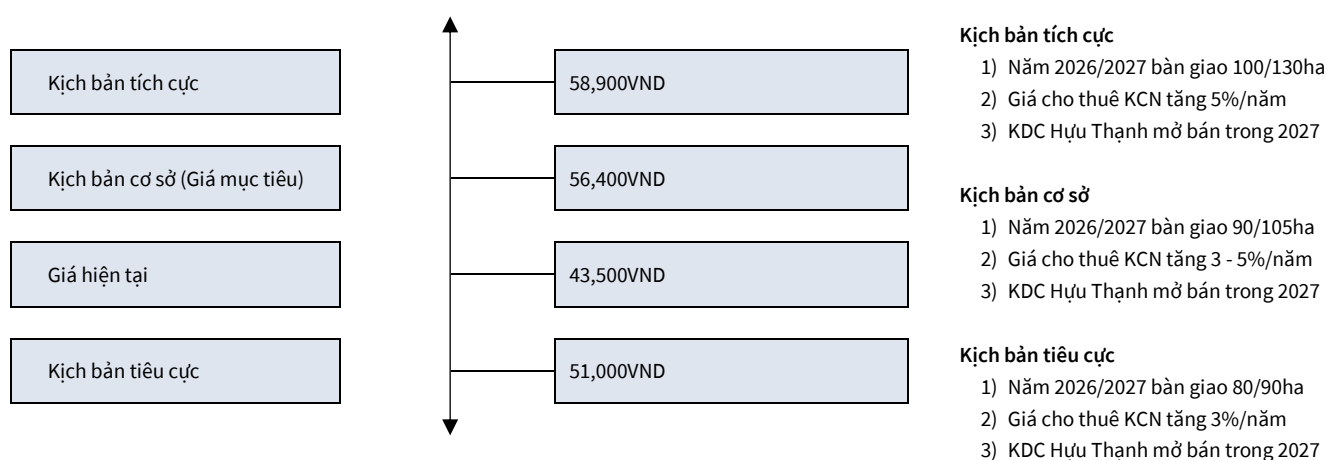 Kịch bản tích cực
58,900VND
Kịch bản cơ sở (Giá mục tiêu)
56,400VND
Giá hiện tại
43,500VND
Kịch bản tiêu cực
51,000VND
Kịch bản tích cực
1) Năm 2026/2027 bàn giao 100/130ha
2) Giá cho thuê KCN tăng 5%/năm
3) KDC Hựu Thạnh mở bán trong 2027
Kịch bản cơ sở
1) Năm 2026/2027 bàn giao 90/105ha
2) Giá cho thuê KCN tăng 3 - 5%/năm
3) KDC Hựu Thạnh mở bán trong 2027
Kịch bản tiêu cực
1) Năm 2026/2027 bàn giao 80/90ha
2) Giá cho thuê KCN tăng 3%/năm
3) KDC Hựu Thạnh mở bán trong 2027